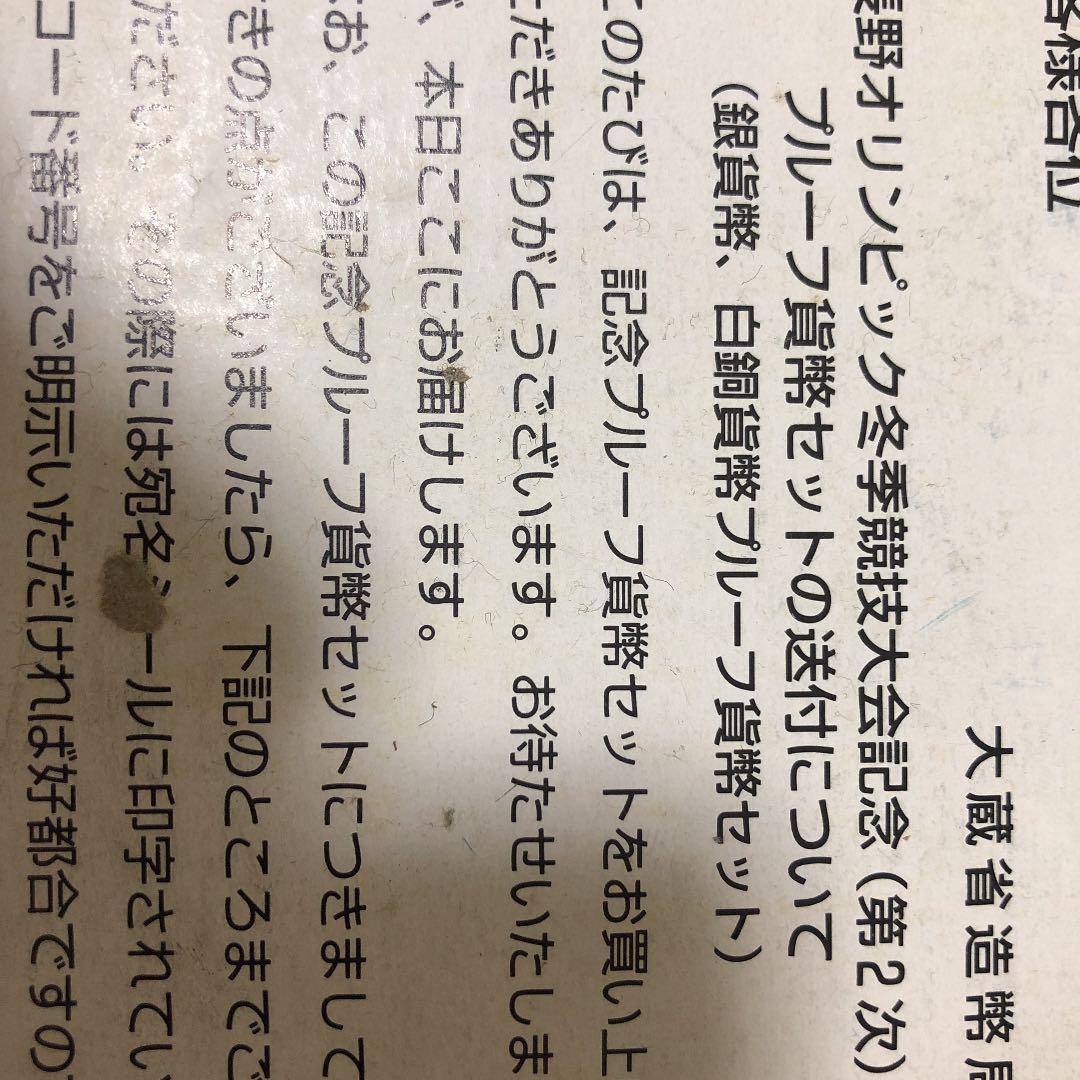 客様各位
大蔵省造幣局
長野オリンピック冬季競技大会記念（第２次）
プルーフ貨幣セットの送付について
（銀貨幣、白銅貨幣プルーフ貨幣セット）
このたびは、記念プルーフ貨幣セットをお買い上
ただきありがとうございます。お待たせいたしま
が、本日ここにお届けします。
なお、この記念プルーフ貨幣セットにつきまして
きの点がございましたら、下記のところまでご
ださい。その際には宛名シールに印字されてい
コード番号をご明示いただければ好都合ですの